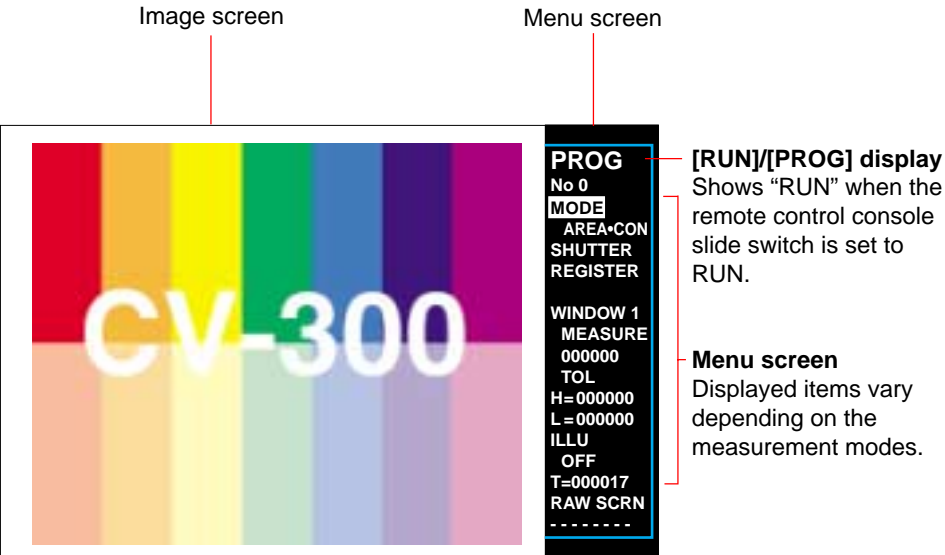 Image screen
Menu screen
CV-300
PROG
No 0
MODE
AREA•CON
SHUTTER
REGISTER
WINDOW 1
MEASURE
000000
TOL
H=000000
L=000000
ILLU
OFF
T=000017
RAW SCRN
--------
[RUN]/[PROG] display
Shows “RUN” when the
remote control console
slide switch is set to
RUN.
Menu screen
Displayed items vary
depending on the
measurement modes.